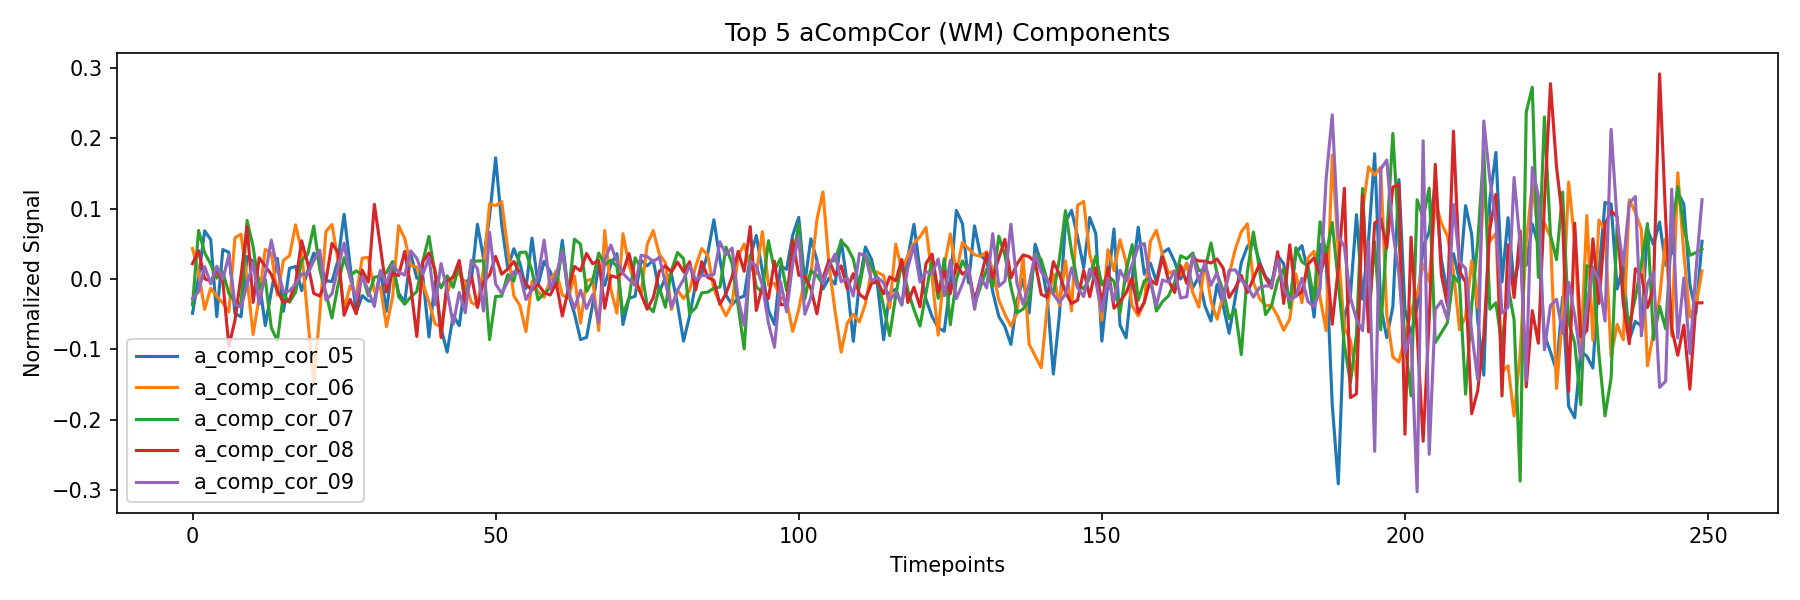 Top 5 aCompCor (WM) Components
Normalized Signal
0.3
0.2
0.1
0.0
−0.1
−0.2
−0.3
a_comp_cor_05
a_comp_cor_06
a_comp_cor_07
a_comp_cor_08
a_comp_cor_09
0 50 100 150 200 250
Timepoints